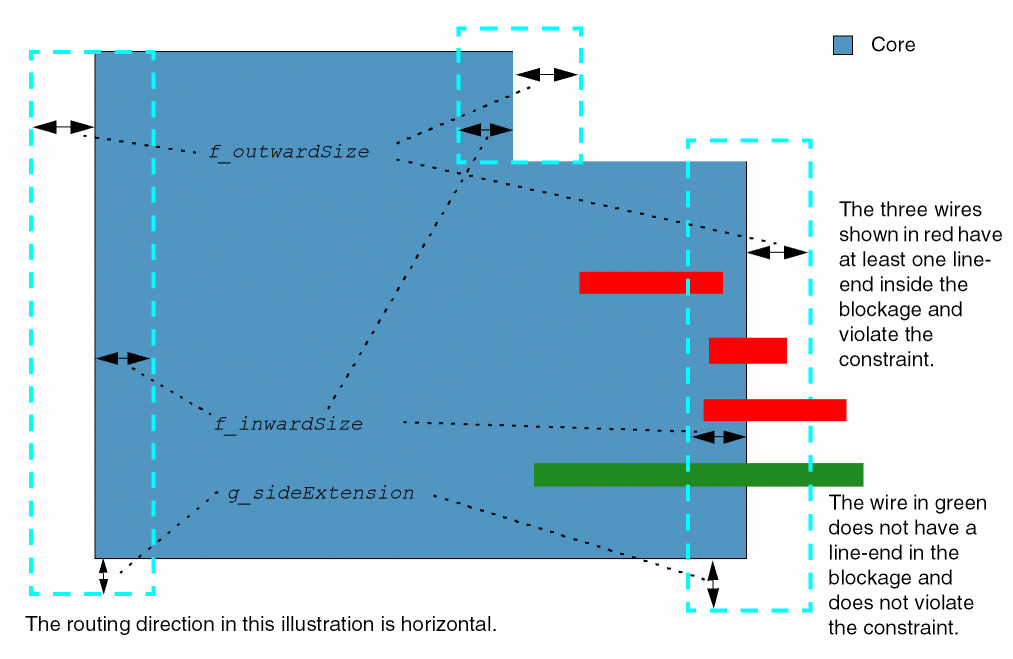 Core
f_outwardSize
The three wires
shown in red have
at least one line-
end inside the
blockage and
violate the
constraint.
f_inwardSize
g_sideExtension
The wire in green
does not have a
line-end in the
blockage and
does not violate
the constraint.
The routing direction in this illustration is horizontal.